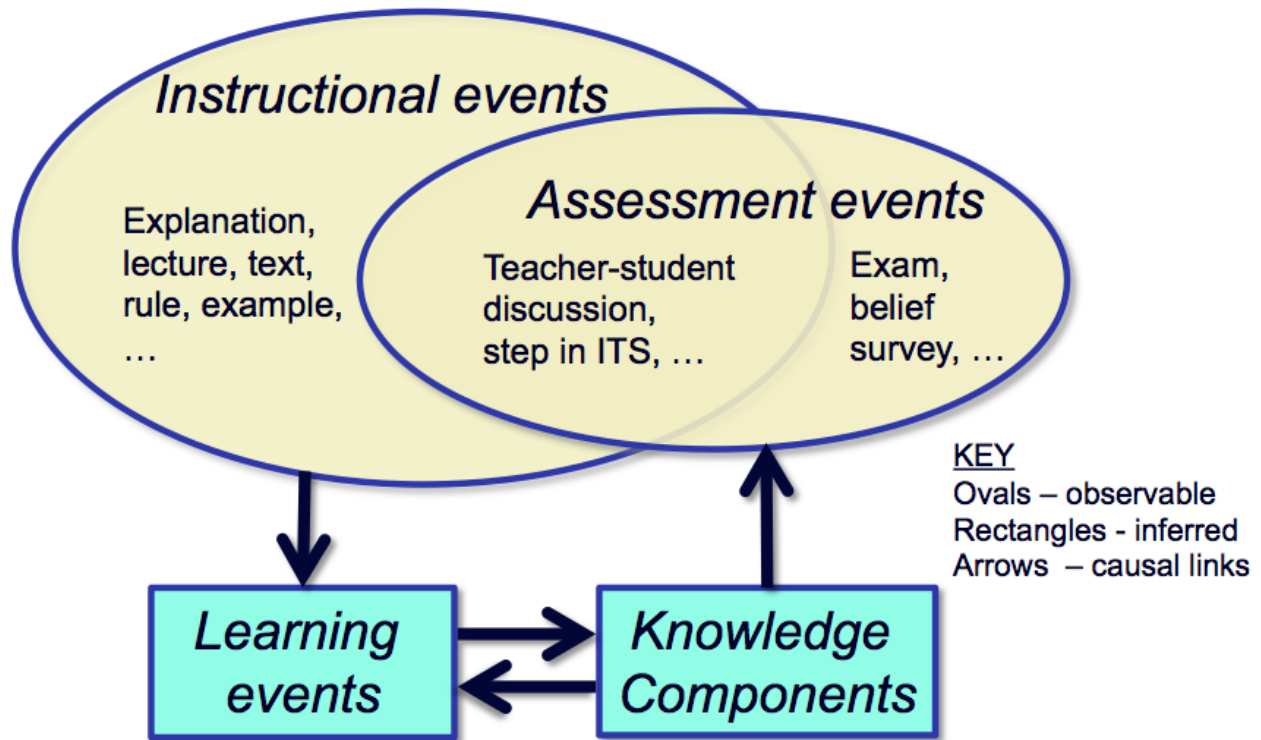 Instructional events
Assessment events
Explanation,
lecture, text,
rule, example,
…
Teacher-student
discussion,
step in ITS, …
Exam,
belief
survey, …
KEY
Ovals – observable
Rectangles - inferred
Arrows – causal links
Learning
events
Knowledge
Components